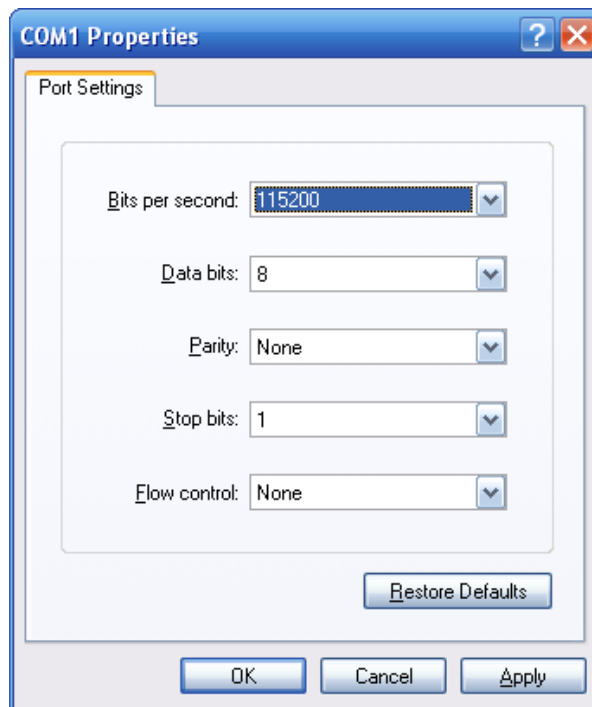 COM1 Properties
Port Settings
Bits per second: 115200
Data bits: 8
Parity: None
Stop bits: 1
Flow control: None
Restore Defaults
OK Cancel Apply